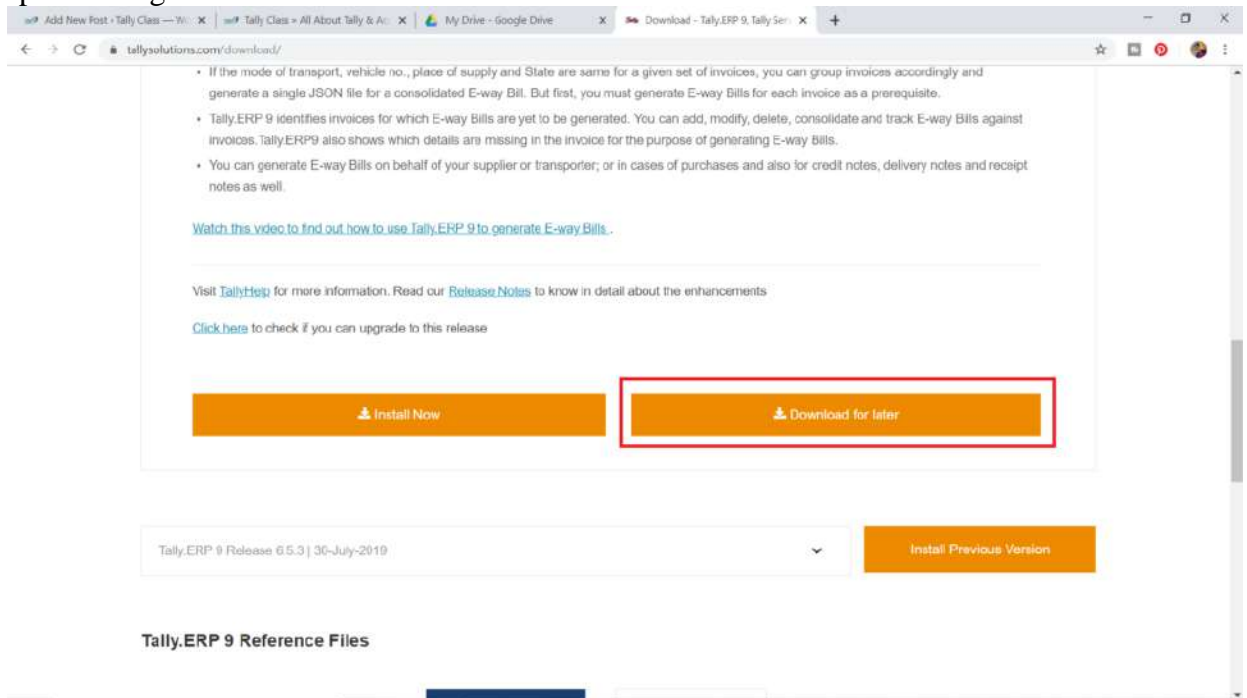 Add New Post ‹ Tally Class — W
Tally Class » All About Tally & Ac
My Drive - Google Drive
Download - Tally.ERP 9, Tally Ser
tallysolutions.com/download/
• If the mode of transport, vehicle no., place of supply and State are same for a given set of invoices, you can group invoices accordingly and
generate a single JSON file for a consolidated E-way Bill. But first, you must generate E-way Bills for each invoice as a prerequisite.
• Tally.ERP 9 identifies invoices for which E-way Bills are yet to be generated. You can add, modify, delete, consolidate and track E-way Bills against
invoices. Tally.ERP9 also shows which details are missing in the invoice for the purpose of generating E-way Bills.
• You can generate E-way Bills on behalf of your supplier or transporter; or in cases of purchases and also for credit notes, delivery notes and receipt
notes as well.
Watch this video to find out how to use Tally.ERP 9 to generate E-way Bills .
Visit TallyHelp for more information. Read our Release Notes to know in detail about the enhancements
Click here to check if you can upgrade to this release
Install Now
Download for later
Tally.ERP 9 Release 6.5.3 | 30-July-2019
Install Previous Version
Tally.ERP 9 Reference Files